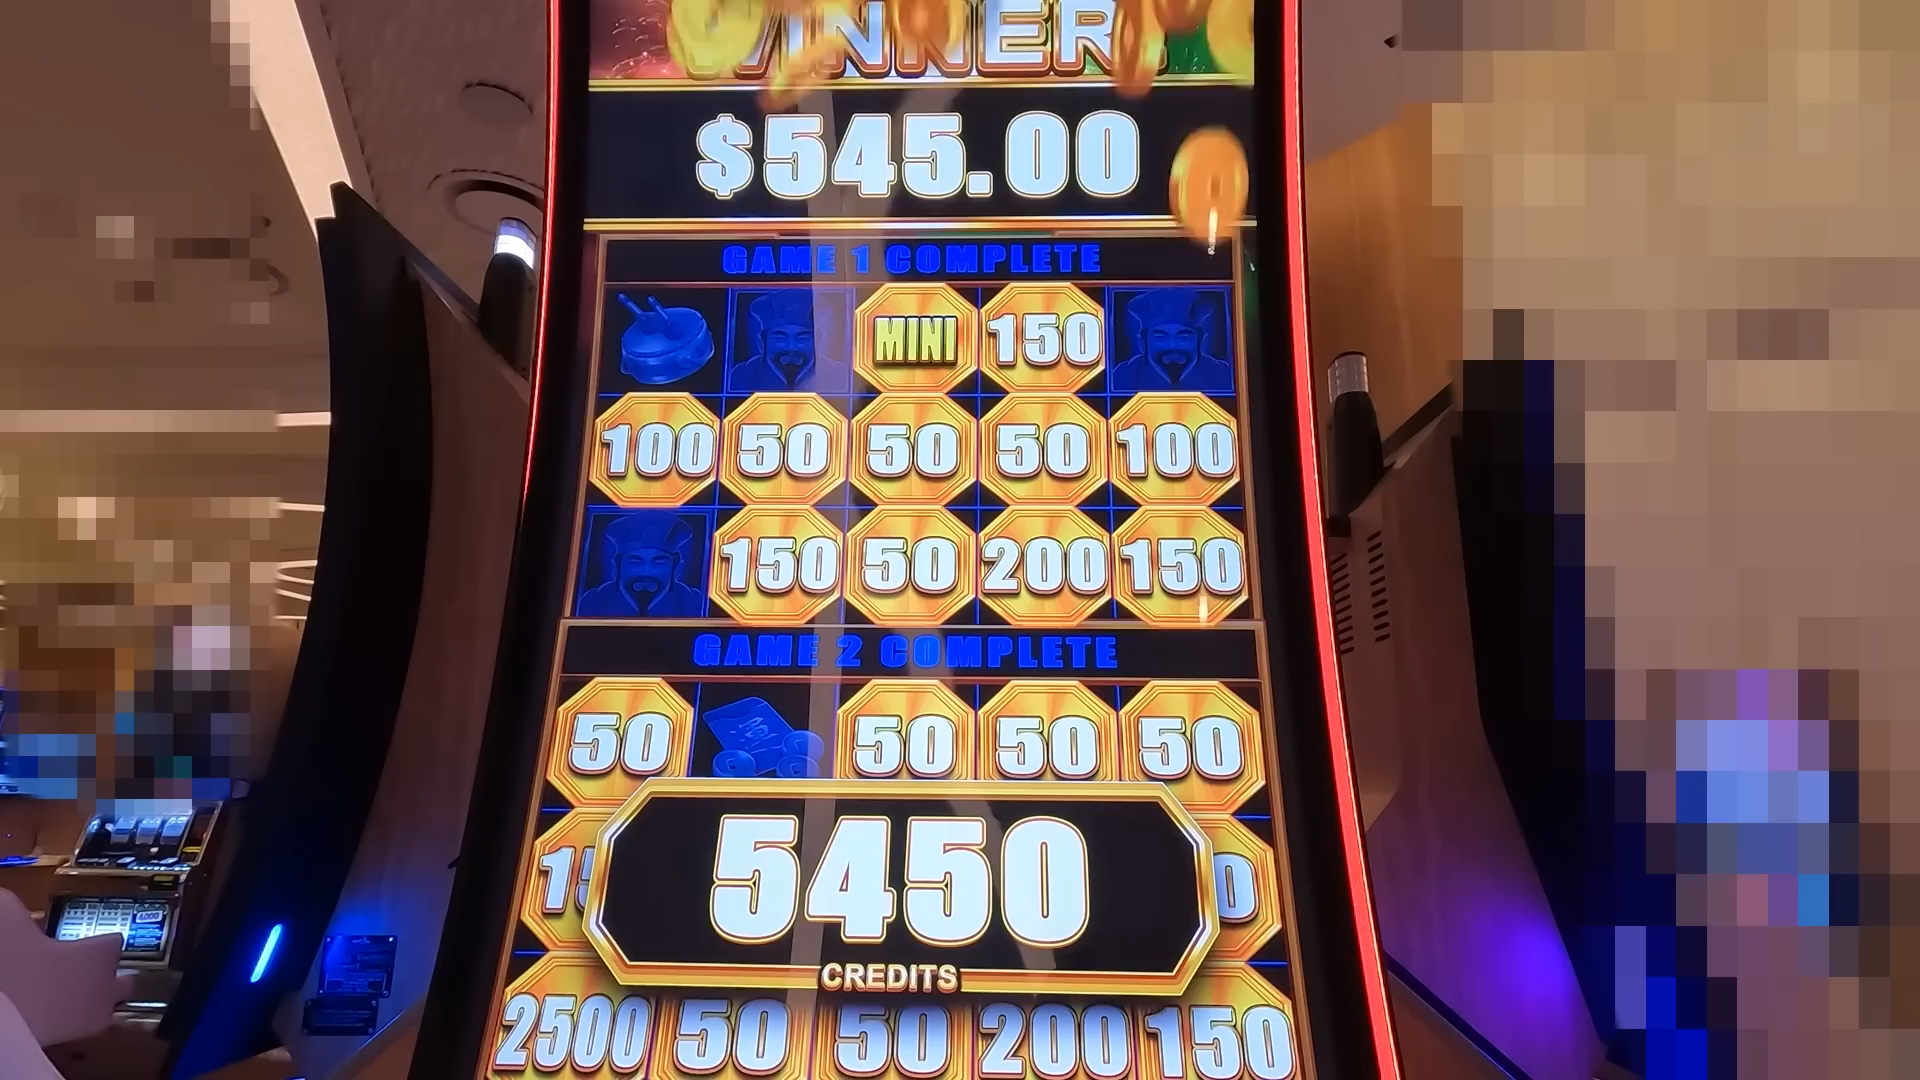 WINNER
$545.00
GAME 1 COMPLETE
MINI 150
100 50 50 50 100
150 50 200 150
GAME 2 COMPLETE
50 50 50 50
5450
CREDITS
2500 50 50 200 150